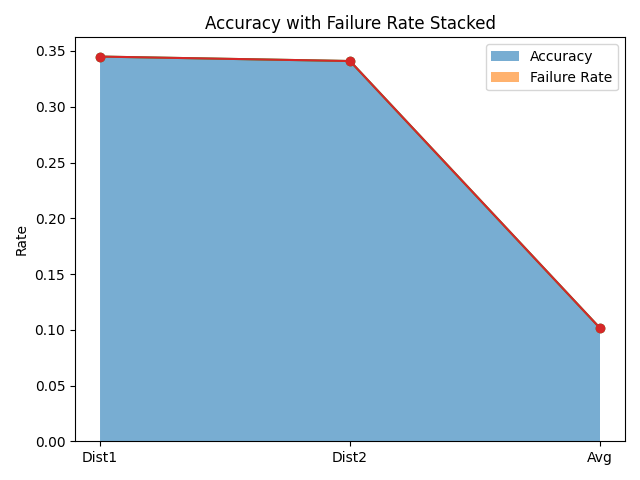 Accuracy with Failure Rate Stacked
Accuracy
Failure Rate
Rate
0.35
0.30
0.25
0.20
0.15
0.10
0.05
0.00
Dist1
Dist2
Avg